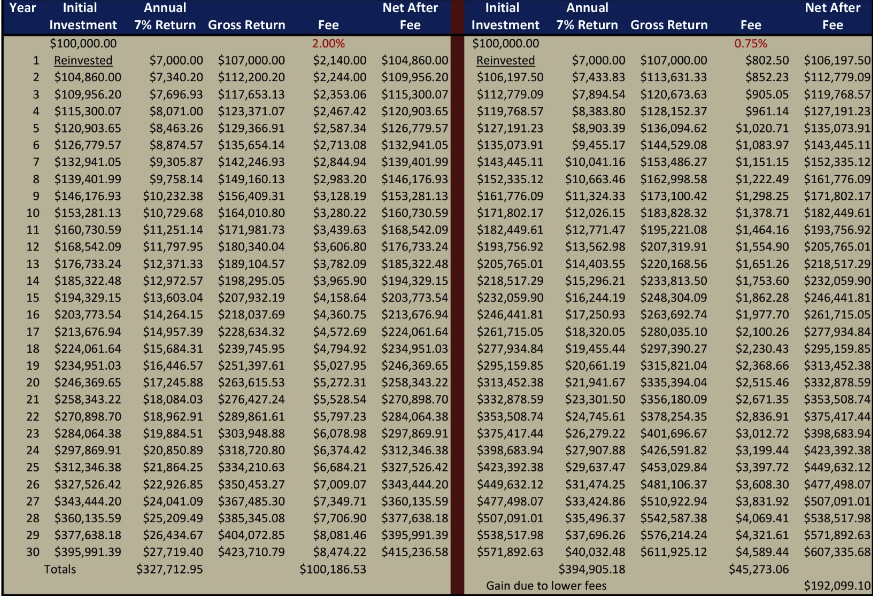 Year Initial Annual Net After Initial Annual Net After
Investment 7% Return Gross Return Fee Fee Investment 7% Return Gross Return Fee Fee
$100,000.00 2.00% $100,000.00 0.75%
1 Reinvested $7,000.00 $107,000.00 $2,140.00 $104,860.00 Reinvested $7,000.00 $107,000.00 $802.50 $106,197.50
2 $104,860.00 $7,340.20 $112,200.20 $2,244.00 $109,956.20 $106,197.50 $7,433.83 $113,631.33 $852.23 $112,779.09
3 $109,956.20 $7,696.93 $117,653.13 $2,353.06 $115,300.07 $112,779.09 $7,894.54 $120,673.63 $905.05 $119,768.57
4 $115,300.07 $8,071.00 $123,371.07 $2,467.42 $120,903.65 $119,768.57 $8,383.80 $128,152.37 $961.14 $127,191.23
5 $120,903.65 $8,463.26 $129,366.91 $2,587.34 $126,779.57 $127,191.23 $8,903.39 $136,094.62 $1,020.71 $135,073.91
6 $126,779.57 $8,874.57 $135,654.14 $2,713.08 $132,941.05 $135,073.91 $9,455.17 $144,529.08 $1,083.97 $143,445.11
7 $132,941.05 $9,305.87 $142,246.93 $2,844.94 $139,401.99 $143,445.11 $10,041.16 $153,486.27 $1,151.15 $152,335.12
8 $139,401.99 $9,758.14 $149,160.13 $2,983.20 $146,176.93 $152,335.12 $10,663.46 $162,998.58 $1,222.49 $161,776.09
9 $146,176.93 $10,232.38 $156,409.31 $3,128.19 $153,281.13 $161,776.09 $11,324.33 $173,100.42 $1,298.25 $171,802.17
10 $153,281.13 $10,729.68 $164,010.80 $3,280.22 $160,730.59 $171,802.17 $12,026.15 $183,828.32 $1,378.71 $182,449.61
11 $160,730.59 $11,251.14 $171,981.73 $3,439.63 $168,542.09 $182,449.61 $12,771.47 $195,221.08 $1,464.16 $193,756.92
12 $168,542.09 $11,797.95 $180,340.04 $3,606.80 $176,733.24 $193,756.92 $13,562.98 $207,319.91 $1,554.90 $205,765.01
13 $176,733.24 $12,371.33 $189,104.57 $3,782.09 $185,322.48 $205,765.01 $14,403.55 $220,168.56 $1,651.26 $218,517.29
14 $185,322.48 $12,972.57 $198,295.05 $3,965.90 $194,329.15 $218,517.29 $15,296.21 $233,813.50 $1,753.60 $232,059.90
15 $194,329.15 $13,603.04 $207,932.19 $4,158.64 $203,773.54 $232,059.90 $16,244.19 $248,304.09 $1,862.28 $246,441.81
16 $203,773.54 $14,264.15 $218,037.69 $4,360.75 $213,676.94 $246,441.81 $17,250.93 $263,692.74 $1,977.70 $261,715.05
17 $213,676.94 $14,957.39 $228,634.32 $4,572.69 $224,061.64 $261,715.05 $18,320.05 $280,035.10 $2,100.26 $277,934.84
18 $224,061.64 $15,684.31 $239,745.95 $4,794.92 $234,951.03 $277,934.84 $19,455.44 $297,390.27 $2,230.43 $295,159.85
19 $234,951.03 $16,446.57 $251,397.61 $5,027.95 $246,369.65 $295,159.85 $20,661.19 $315,821.04 $2,368.66 $313,452.38
20 $246,369.65 $17,245.88 $263,615.53 $5,272.31 $258,343.22 $313,452.38 $21,941.67 $335,394.04 $2,515.46 $332,878.59
21 $258,343.22 $18,084.03 $276,427.24 $5,528.54 $270,898.70 $332,878.59 $23,301.50 $356,180.09 $2,671.35 $353,508.74
22 $270,898.70 $18,962.91 $289,861.61 $5,797.23 $284,064.38 $353,508.74 $24,745.61 $378,254.35 $2,836.91 $375,417.44
23 $284,064.38 $19,884.51 $303,948.88 $6,078.98 $297,869.91 $375,417.44 $26,279.22 $401,696.67 $3,012.72 $398,683.94
24 $297,869.91 $20,850.89 $318,720.80 $6,374.42 $312,346.38 $398,683.94 $27,907.88 $426,591.82 $3,199.44 $423,392.38
25 $312,346.38 $21,864.25 $334,210.63 $6,684.21 $327,526.42 $423,392.38 $29,637.47 $453,029.84 $3,397.72 $449,632.12
26 $327,526.42 $22,926.85 $350,453.27 $7,009.07 $343,444.20 $449,632.12 $31,474.25 $481,106.37 $3,608.30 $477,498.07
27 $343,444.20 $24,041.09 $367,485.30 $7,349.71 $360,135.59 $477,498.07 $33,424.86 $510,922.94 $3,831.92 $507,091.01
28 $360,135.59 $25,209.49 $385,345.08 $7,706.90 $377,638.18 $507,091.01 $35,496.37 $542,587.38 $4,069.41 $538,517.98
29 $377,638.18 $26,434.67 $404,072.85 $8,081.46 $395,991.39 $538,517.98 $37,696.26 $576,214.24 $4,321.61 $571,892.63
30 $395,991.39 $27,719.40 $423,710.79 $8,474.22 $415,236.58 $571,892.63 $40,032.48 $611,925.12 $4,589.44 $607,335.68
Totals $327,712.95 $100,186.53 $394,905.18 $45,273.06
Gain due to lower fees $192,099.10